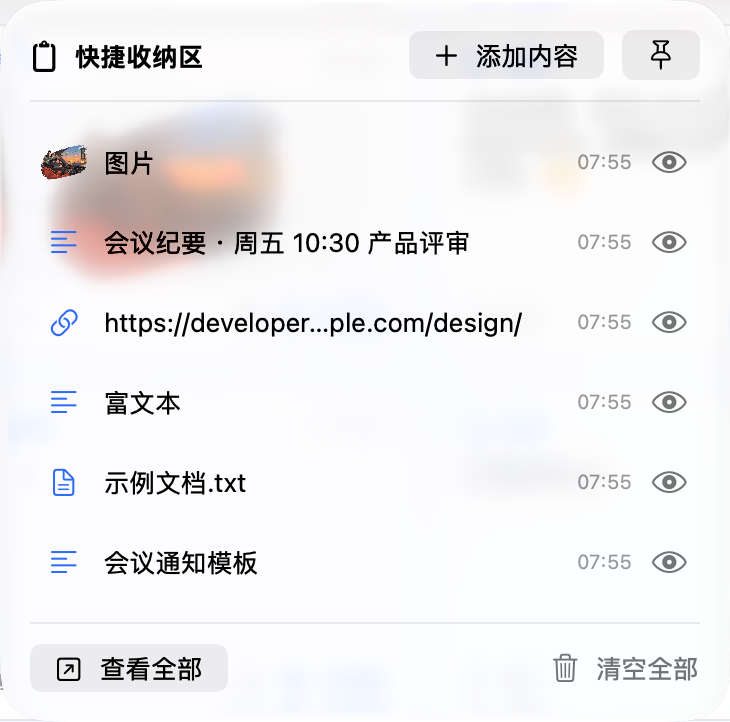 快捷收纳区 添加内容
图片 07:55
会议纪要 · 周五 10:30 产品评审 07:55
https://developer...ple.com/design/ 07:55
富文本 07:55
示例文档.txt 07:55
会议通知模板 07:55
查看全部 清空全部